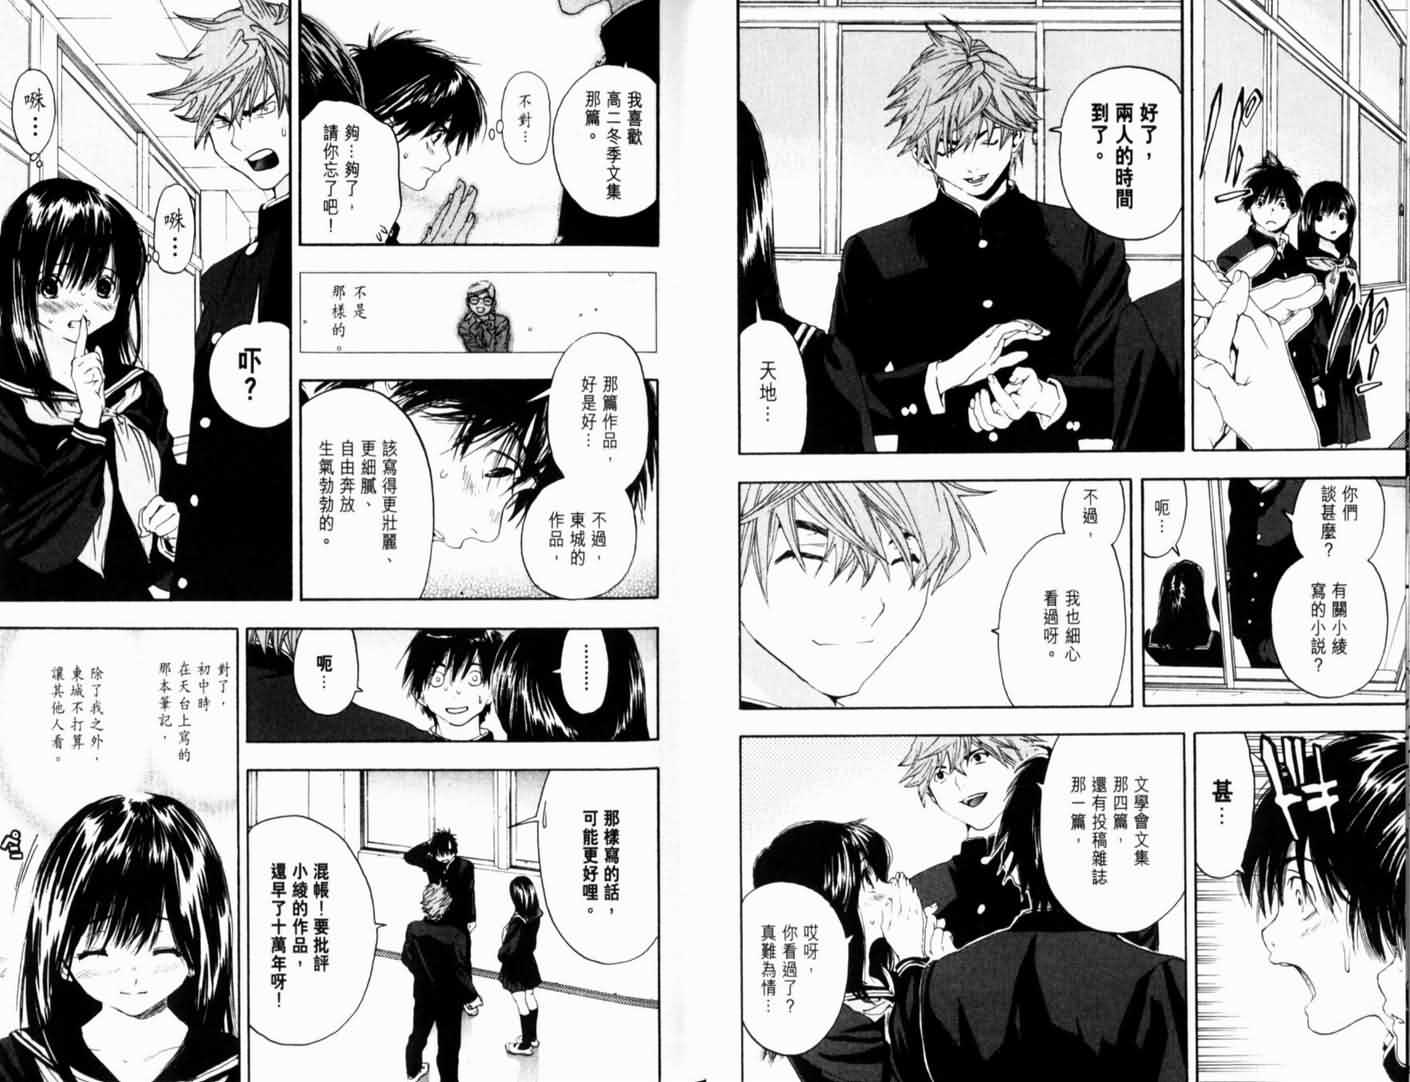 好了，
兩人的時間
到了。
天地…
你們
談甚麼？
有關小綾
寫的小說？
呃…
不過，
我也細心
看過呀。
甚…
文學會文集
那四篇，
還有投稿雜誌
那一篇，
哎呀，
你看過了？
真難為情…
我喜歡
高二冬季文集
那篇。
不對…
夠…夠了，
請你忘了吧！
不是
那樣的。
那篇作品，
好是好…
不過，
東城的
作品，
該寫得更壯麗、
更細膩、
自由奔放
生氣勃勃的。
咻…
咻…
吓？
………
呃…
那樣寫的話，
可能更好哩。
混帳！要批評
小綾的作品，
還早了十萬年呀！
對了，
初中時
在天台上寫的
那本筆記，
除了我之外，
東城不打算
讓其他人看。